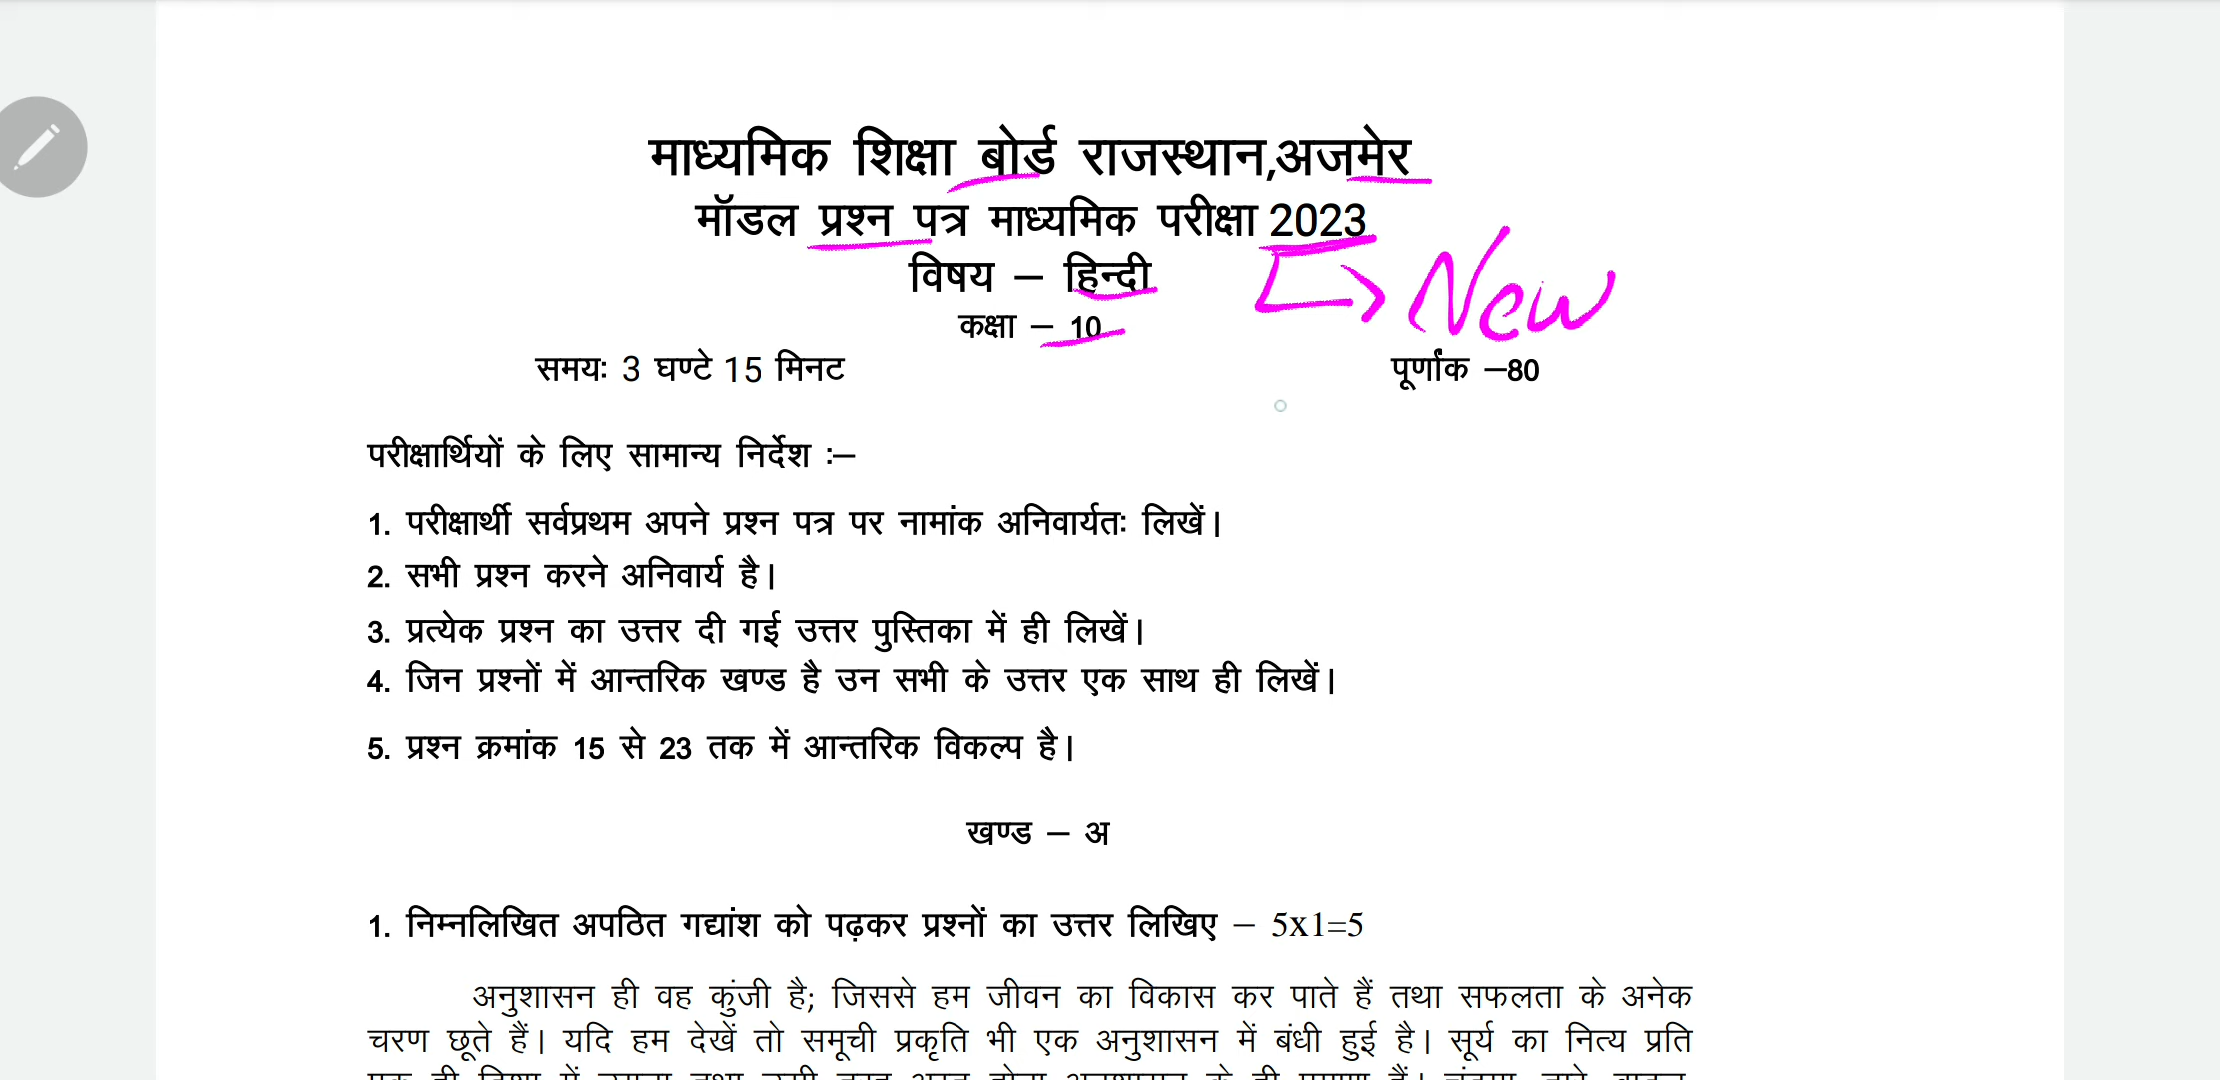 माध्यमिक शिक्षा बोर्ड राजस्थान,अजमेर
मॉडल प्रश्न पत्र माध्यमिक परीक्षा 2023
विषय – हिन्दी
New
कक्षा – 10
समयः 3 घण्टे 15 मिनट पूर्णांक –80
परीक्षार्थियों के लिए सामान्य निर्देश :–
1. परीक्षार्थी सर्वप्रथम अपने प्रश्न पत्र पर नामांक अनिवार्यतः लिखें।
2. सभी प्रश्न करने अनिवार्य है।
3. प्रत्येक प्रश्न का उत्तर दी गई उत्तर पुस्तिका में ही लिखें।
4. जिन प्रश्नों में आन्तरिक खण्ड है उन सभी के उत्तर एक साथ ही लिखें।
5. प्रश्न क्रमांक 15 से 23 तक में आन्तरिक विकल्प है।
खण्ड – अ
1. निम्नलिखित अपठित गद्यांश को पढ़कर प्रश्नों का उत्तर लिखिए – 5x1=5
अनुशासन ही वह कुंजी है; जिससे हम जीवन का विकास कर पाते हैं तथा सफलता के अनेक
चरण छूते हैं। यदि हम देखें तो समूची प्रकृति भी एक अनुशासन में बंधी हुई है। सूर्य का नित्य प्रति